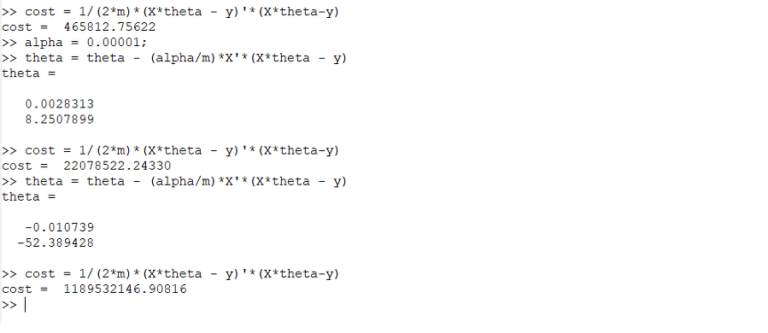 >> cost = 1/(2*m)*(X*theta - y)'*(X*theta-y)
cost =  465812.75622
>> alpha = 0.00001;
>> theta = theta - (alpha/m)*X'*(X*theta - y)
theta =
0.0028313
8.2507899
>> cost = 1/(2*m)*(X*theta - y)'*(X*theta-y)
cost =  22078522.24330
>> theta = theta - (alpha/m)*X'*(X*theta - y)
theta =
-0.010739
-52.389428
>> cost = 1/(2*m)*(X*theta - y)'*(X*theta-y)
cost =  1189532146.90816
>>